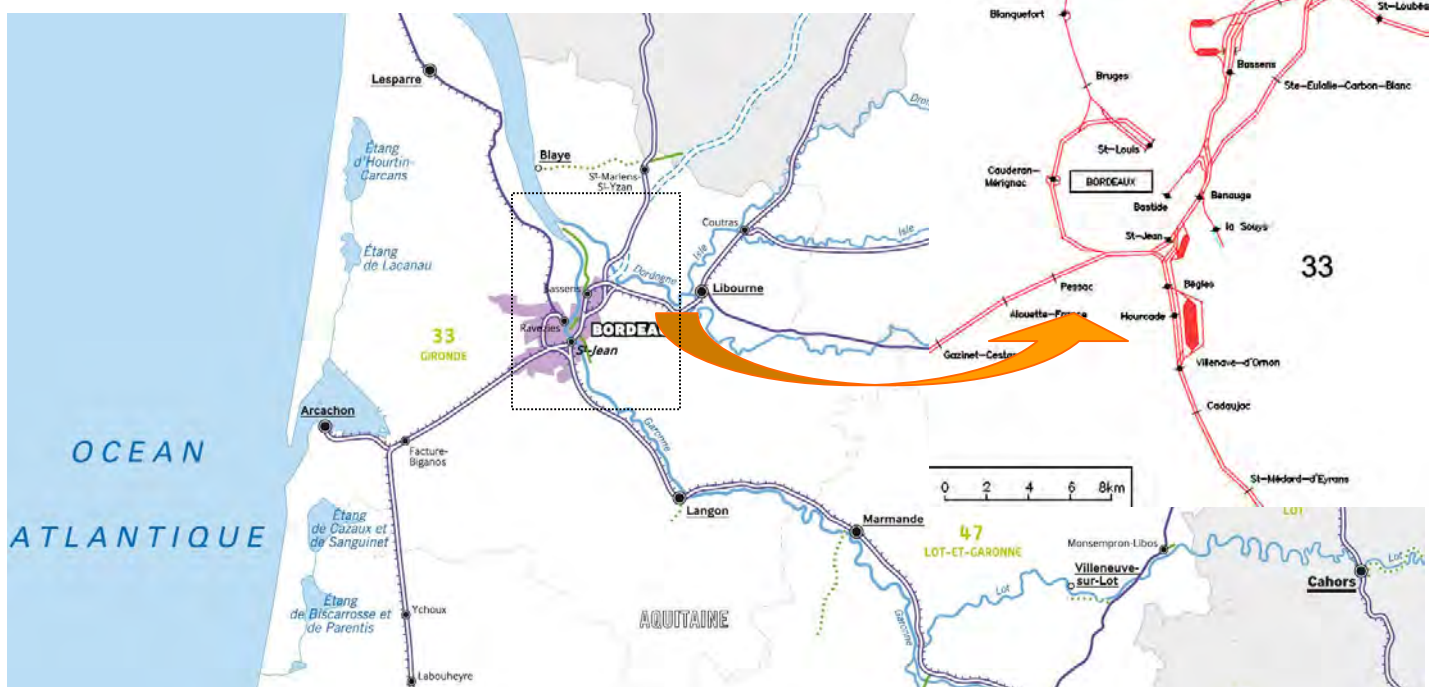 Lesparre
Étang
d'Hourtin-
Carcans
Étang
de Lacanau
Blaye
St-Mariens-
St-Yzan
Coutras
Isle
Isle
Dordogne
Libourne
Bassens
Ravezies
St-Jean
33
GIRONDE
Arcachon
Facture-
Biganos
OCEAN
ATLANTIQUE
Garonne
Langon
Marmande
Étang
de Cazaux et
de Sanguinet
Étang
de Biscarrosse et
de Parentis
Ychoux
Labouheyre
AQUITAINE
Garonne
47
LOT-ET-GARONNE
Lot
Villeneuve-
sur-Lot
Monsempron-Libos
LOT
Lot
Cahors
Blanquefort
Bruges
St-Louis
Cauderan-
Mérignac
BORDEAUX
Bassens
Ste-Eulalie-Carbon-Blanc
Bastide
Benauge
la Souys
St-Jean
33
Bègles
Pessac
Alouette-France
Hourcade
Villenave-d'Ornon
Cadaujac
St-Médard-d'Eyrans
0 2 4 6 8km